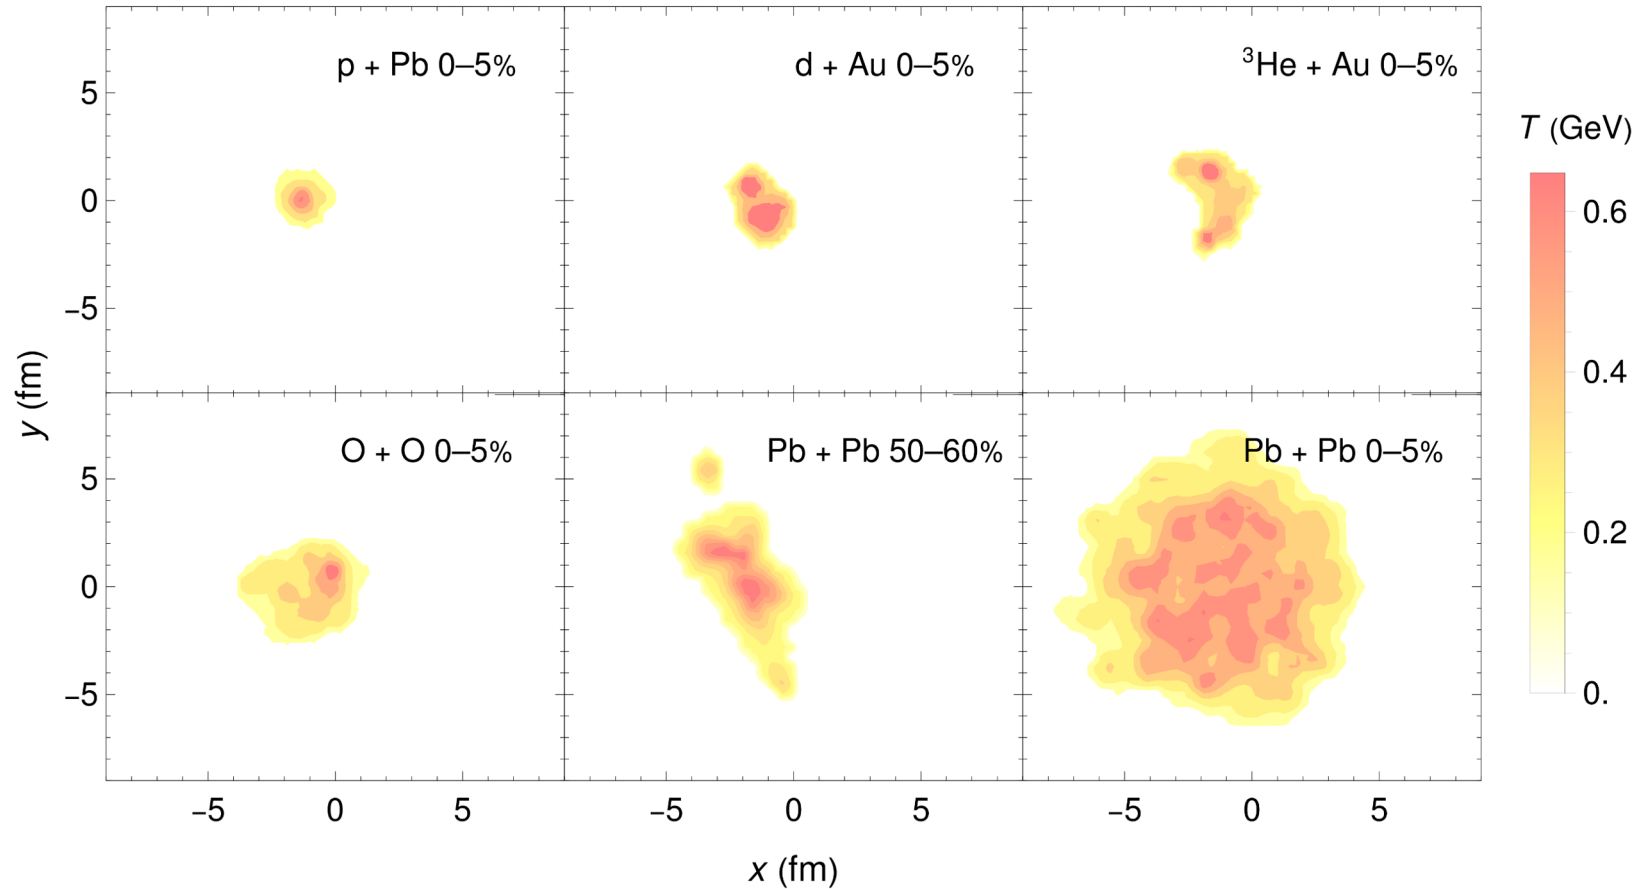 p + Pb 0–5%
d + Au 0–5%
³He + Au 0–5%
5
0
−5
T (GeV)
0.6
0.4
0.2
0.
y (fm)
O + O 0–5%
Pb + Pb 50–60%
Pb + Pb 0–5%
5
0
−5
−5 0 5
−5 0 5
−5 0 5
x (fm)